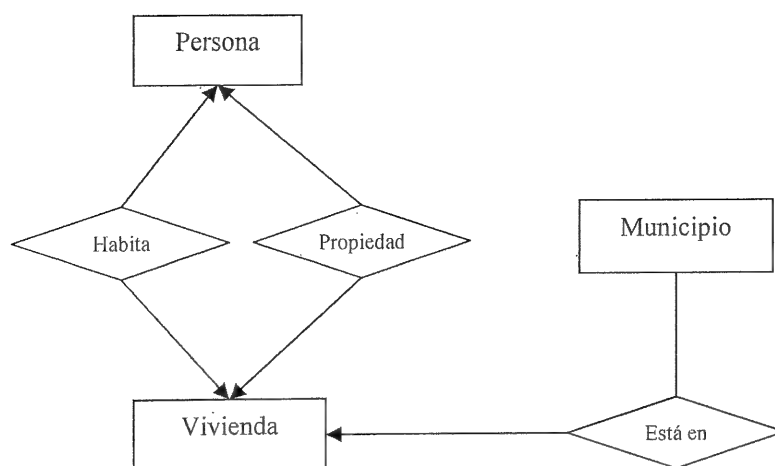 Persona
Habita
Propiedad
Municipio
Vivienda
Está en